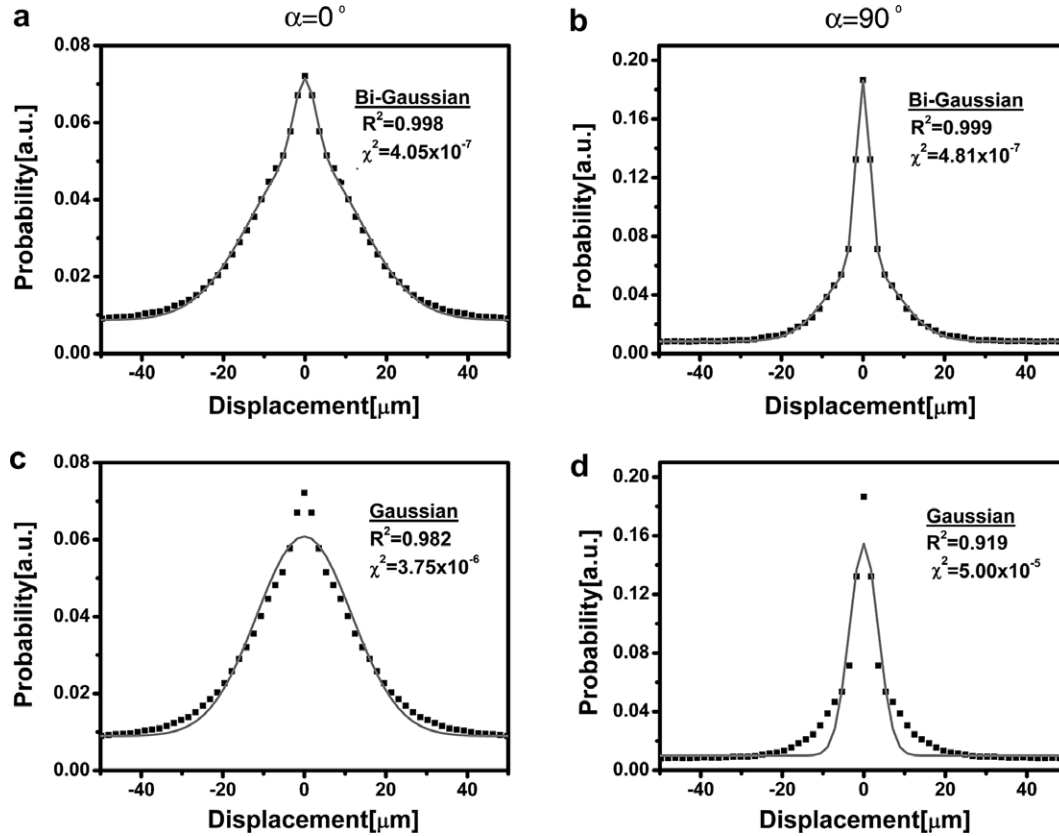 a
α=0 °
0.08
0.06
0.04
0.02
0.00
Probability[a.u.]
Bi-Gaussian
R²=0.998
χ²=4.05x10⁻⁷
-40 -20 0 20 40
Displacement[μm]
b
α=90 °
0.20
0.16
0.12
0.08
0.04
0.00
Probability[a.u.]
Bi-Gaussian
R²=0.999
χ²=4.81x10⁻⁷
-40 -20 0 20 40
Displacement[μm]
c
0.08
0.06
0.04
0.02
0.00
Probability[a.u.]
Gaussian
R²=0.982
χ²=3.75x10⁻⁶
-40 -20 0 20 40
Displacement[μm]
d
0.20
0.16
0.12
0.08
0.04
0.00
Probability[a.u.]
Gaussian
R²=0.919
χ²=5.00x10⁻⁵
-40 -20 0 20 40
Displacement[μm]